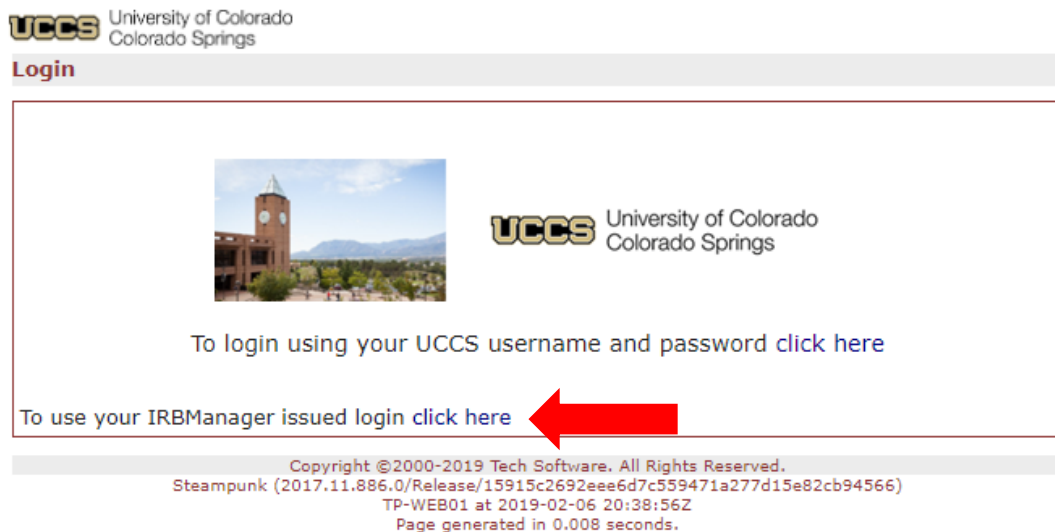 UCCS University of Colorado
Colorado Springs
Login
UCCS University of Colorado
Colorado Springs
To login using your UCCS username and password click here
To use your IRBManager issued login click here
Copyright ©2000-2019 Tech Software. All Rights Reserved.
Steampunk (2017.11.886.0/Release/15915c2692eee6d7c559471a277d15e82cb94566)
TP-WEB01 at 2019-02-06 20:38:56Z
Page generated in 0.008 seconds.